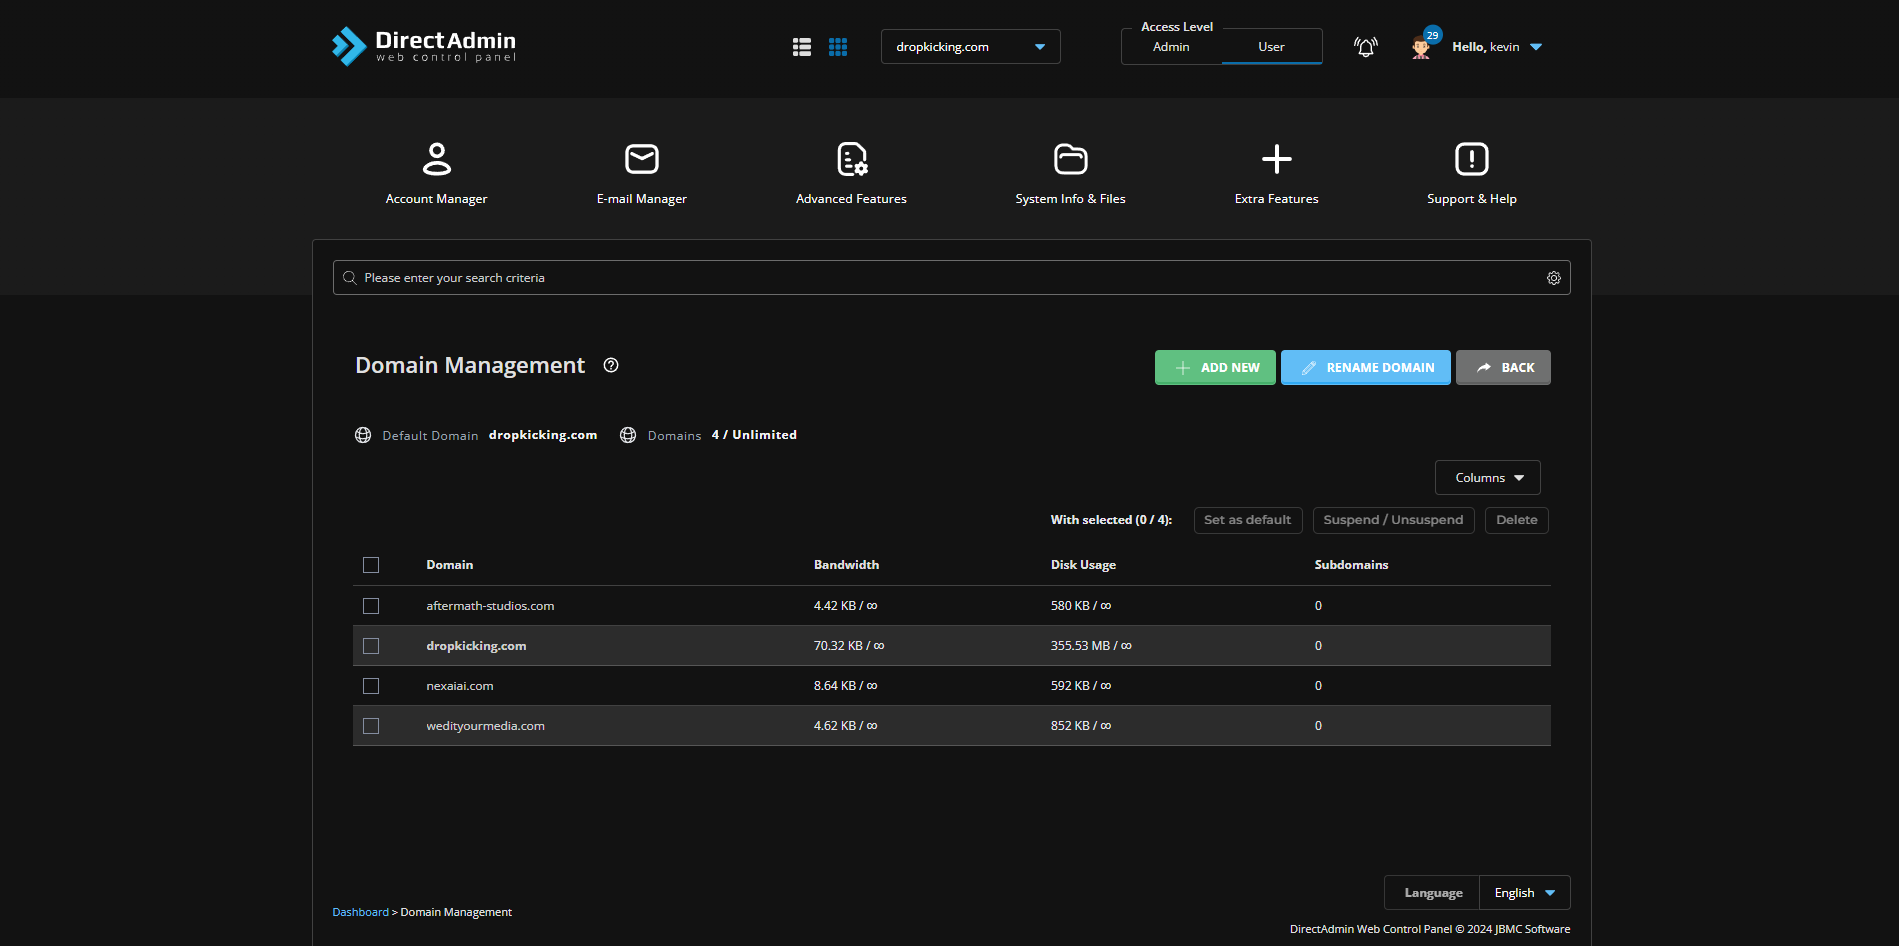 DirectAdmin
web control panel
dropkicking.com
Access Level
Admin User
29
Hello, kevin
Account Manager E-mail Manager Advanced Features System Info & Files Extra Features Support & Help
Please enter your search criteria
Domain Management
ADD NEW RENAME DOMAIN BACK
Default Domain dropkicking.com Domains 4 / Unlimited
Columns
With selected (0 / 4): Set as default Suspend / Unsuspend Delete
Domain Bandwidth Disk Usage Subdomains
aftermath-studios.com 4.42 KB / ∞ 580 KB / ∞ 0
dropkicking.com 70.32 KB / ∞ 355.53 MB / ∞ 0
nexaiai.com 8.64 KB / ∞ 592 KB / ∞ 0
wedityourmedia.com 4.62 KB / ∞ 852 KB / ∞ 0
Language English
Dashboard > Domain Management
DirectAdmin Web Control Panel © 2024 JBMC Software